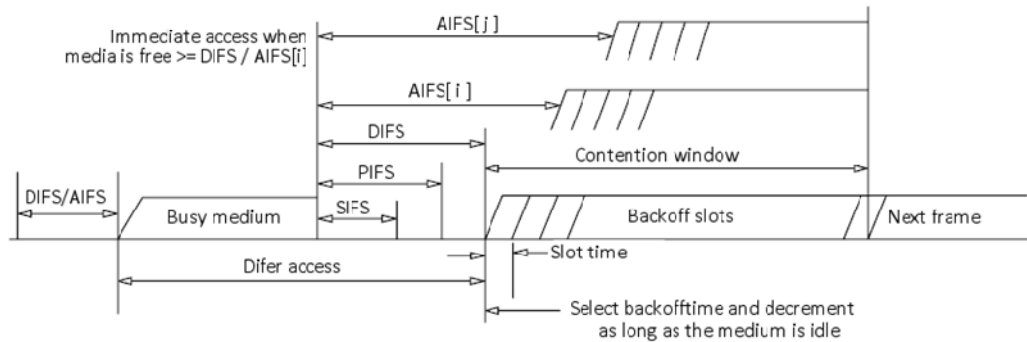 Immeciate access when
media is free >= DIFS / AIFS[i]
AIFS[j]
AIFS[i]
DIFS
Contention window
PIFS
DIFS/AIFS
SIFS
Busy medium
Backoff slots
Next frame
Slot time
Difer access
Select backofftime and decrement
as long as the medium is idle